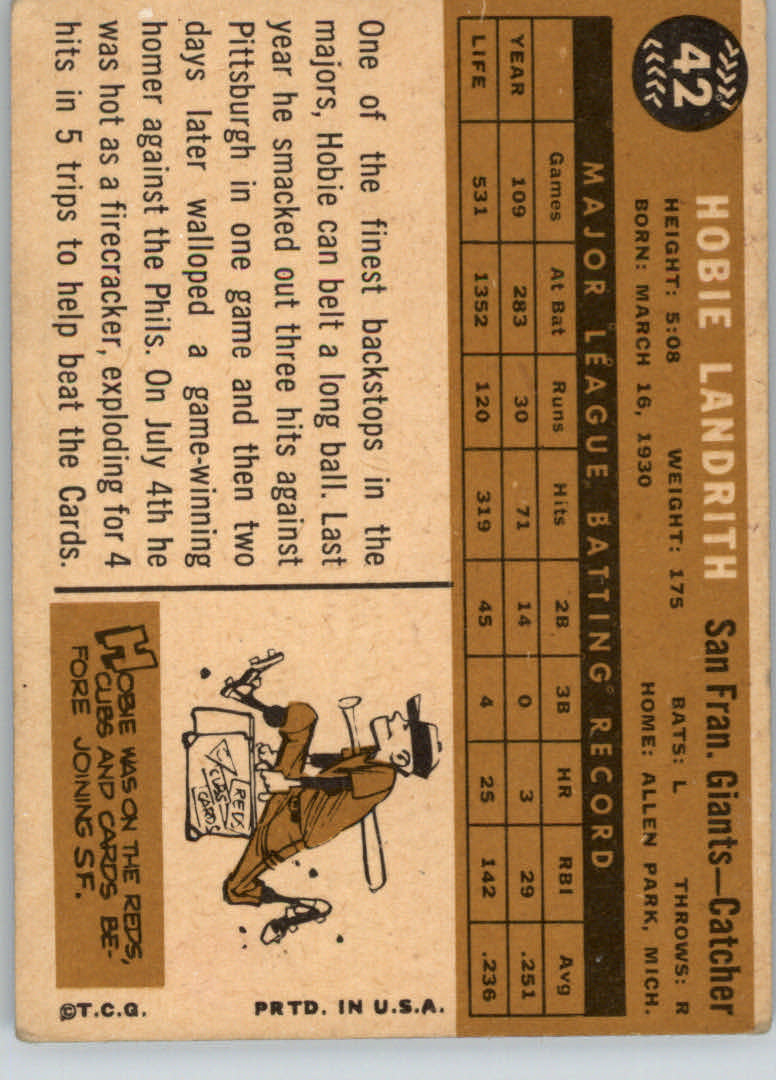 42
HOBIE LANDRITH San Fran. Giants—Catcher
HEIGHT: 5:08 WEIGHT: 175 BATS: L THROWS: R
BORN: MARCH 16, 1930 HOME: ALLEN PARK, MICH.
MAJOR LEAGUE BATTING RECORD
Games At Bat Runs Hits 2B 3B HR RBI Avg
YEAR 109 283 30 71 14 0 3 29 .251
LIFE 531 1352 120 319 45 4 25 142 .236
One of the finest backstops in the
majors, Hobie can belt a long ball. Last
year he smacked out three hits against
Pittsburgh in one game and then two
days later walloped a game-winning
homer against the Phils. On July 4th he
was hot as a firecracker, exploding for 4
hits in 5 trips to help beat the Cards.
REDS
CUBS
CARDS
HOBIE WAS ON THE REDS,
CUBS AND CARDS BE-
FORE JOINING S.F.
PRTD. IN U.S.A.
©T.C.G.